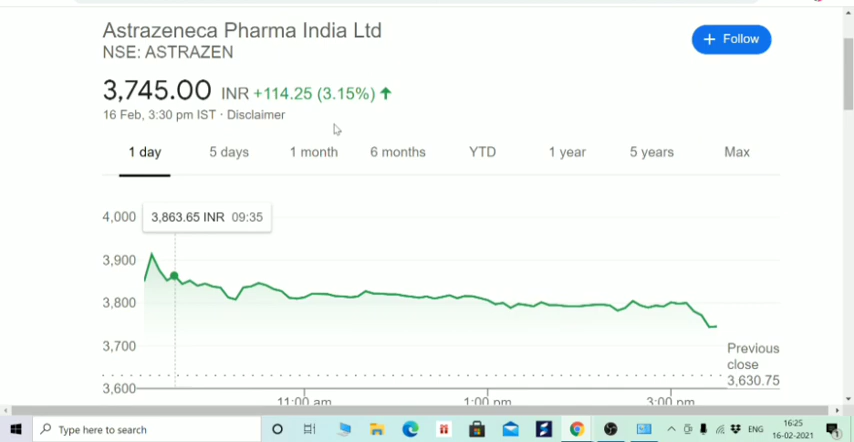 Astrazeneca Pharma India Ltd
NSE: ASTRAZEN
+ Follow
3,745.00 INR +114.25 (3.15%) ↑
16 Feb, 3:30 pm IST · Disclaimer
1 day 5 days 1 month 6 months YTD 1 year 5 years Max
4,000
3,863.65 INR 09:35
3,900
3,800
3,700
Previous
close
3,630.75
3,600
11:00 am 1:00 pm 3:00 pm
Type here to search
ENG
16:25
16-02-2021
1